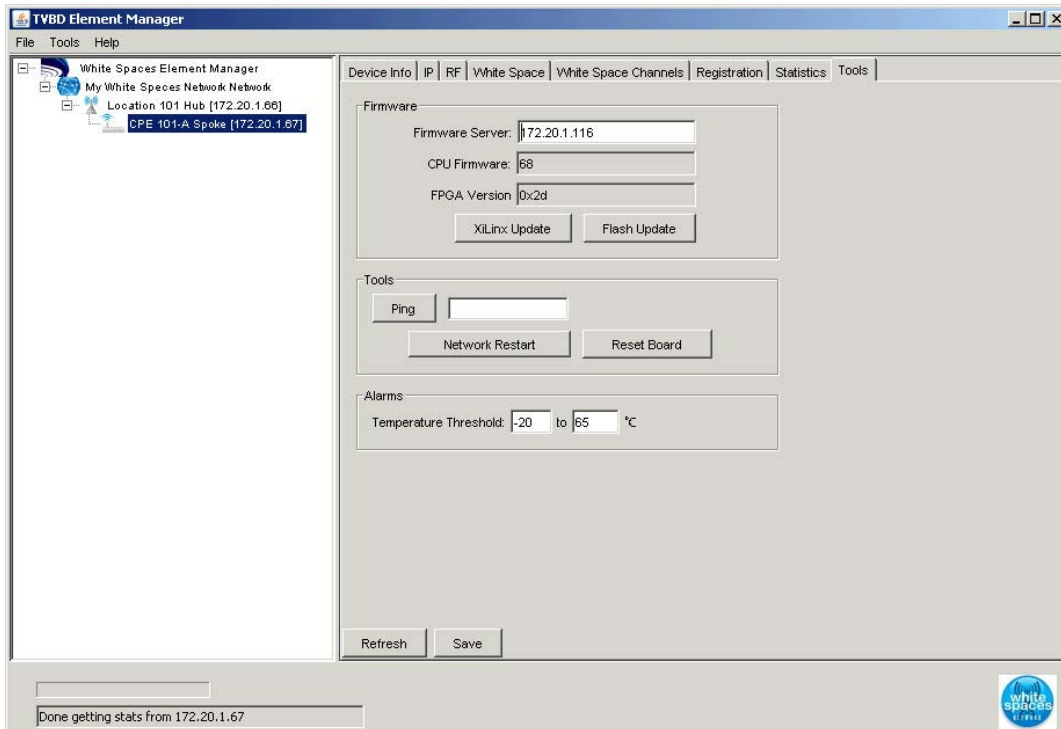 TVBD Element Manager
File Tools Help
White Spaces Element Manager
My White Speces Network Network
Location 101 Hub [172.20.1.66]
CPE 101-A Spoke [172.20.1.67]
Device Info IP RF White Space White Space Channels Registration Statistics Tools
Firmware
Firmware Server: 172.20.1.116
CPU Firmware: 68
FPGA Version 0x2d
XiLinx Update Flash Update
Tools
Ping
Network Restart Reset Board
Alarms
Temperature Threshold: -20 to 65 °C
Refresh Save
Done getting stats from 172.20.1.67
white
spaces
NETWORK